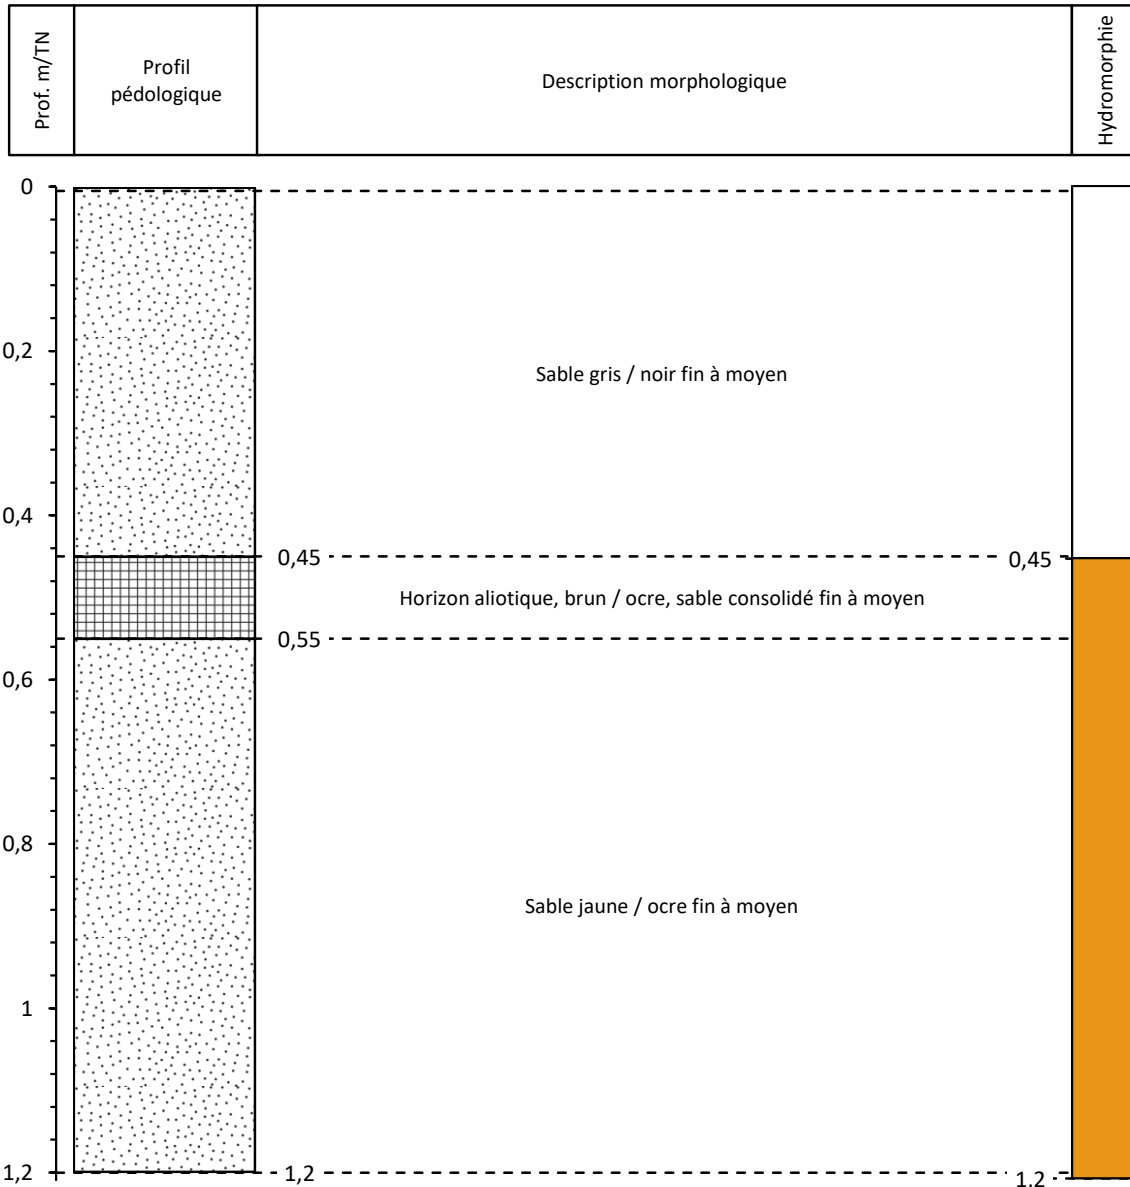 Prof. m/TN
Profil
pédologique
Description morphologique
Hydromorphie
0
0,2
Sable gris / noir fin à moyen
0,4
0,45
0,45
Horizon aliotique, brun / ocre, sable consolidé fin à moyen
0,55
0,6
0,8
Sable jaune / ocre fin à moyen
1
1,2
1,2
1,2